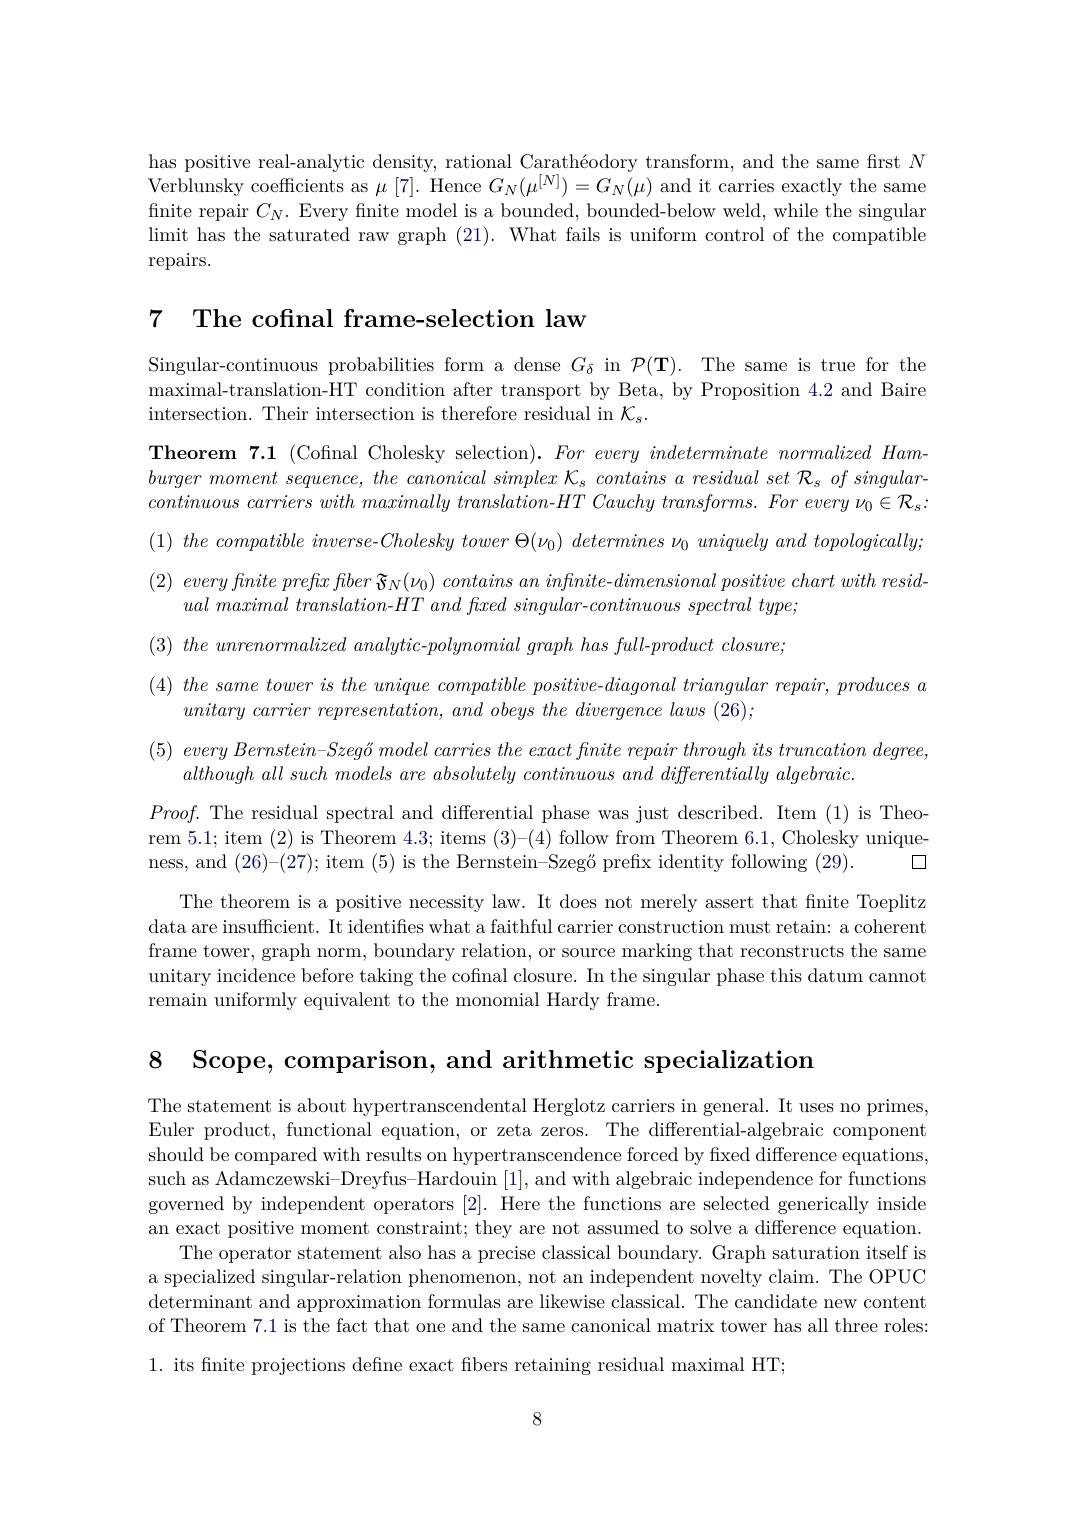 has positive real-analytic density, rational Carathéodory transform, and the same first N
Verblunsky coefficients as μ [7]. Hence G_N(μ^{[N]}) = G_N(μ) and it carries exactly the same
finite repair C_N. Every finite model is a bounded, bounded-below weld, while the singular
limit has the saturated raw graph (21). What fails is uniform control of the compatible
repairs.
7 The cofinal frame-selection law
Singular-continuous probabilities form a dense G_δ in 𝒫(𝐓). The same is true for the
maximal-translation-HT condition after transport by Beta, by Proposition 4.2 and Baire
intersection. Their intersection is therefore residual in 𝒦_s.
Theorem 7.1 (Cofinal Cholesky selection). For every indeterminate normalized Ham-
burger moment sequence, the canonical simplex 𝒦_s contains a residual set ℛ_s of singular-
continuous carriers with maximally translation-HT Cauchy transforms. For every ν_0 ∈ ℛ_s:
(1) the compatible inverse-Cholesky tower Θ(ν_0) determines ν_0 uniquely and topologically;
(2) every finite prefix fiber 𝔉_N(ν_0) contains an infinite-dimensional positive chart with resid-
ual maximal translation-HT and fixed singular-continuous spectral type;
(3) the unrenormalized analytic-polynomial graph has full-product closure;
(4) the same tower is the unique compatible positive-diagonal triangular repair, produces a
unitary carrier representation, and obeys the divergence laws (26);
(5) every Bernstein–Szegő model carries the exact finite repair through its truncation degree,
although all such models are absolutely continuous and differentially algebraic.
Proof. The residual spectral and differential phase was just described. Item (1) is Theo-
rem 5.1; item (2) is Theorem 4.3; items (3)–(4) follow from Theorem 6.1, Cholesky unique-
ness, and (26)–(27); item (5) is the Bernstein–Szegő prefix identity following (29). □
The theorem is a positive necessity law. It does not merely assert that finite Toeplitz
data are insufficient. It identifies what a faithful carrier construction must retain: a coherent
frame tower, graph norm, boundary relation, or source marking that reconstructs the same
unitary incidence before taking the cofinal closure. In the singular phase this datum cannot
remain uniformly equivalent to the monomial Hardy frame.
8 Scope, comparison, and arithmetic specialization
The statement is about hypertranscendental Herglotz carriers in general. It uses no primes,
Euler product, functional equation, or zeta zeros. The differential-algebraic component
should be compared with results on hypertranscendence forced by fixed difference equations,
such as Adamczewski–Dreyfus–Hardouin [1], and with algebraic independence for functions
governed by independent operators [2]. Here the functions are selected generically inside
an exact positive moment constraint; they are not assumed to solve a difference equation.
The operator statement also has a precise classical boundary. Graph saturation itself is
a specialized singular-relation phenomenon, not an independent novelty claim. The OPUC
determinant and approximation formulas are likewise classical. The candidate new content
of Theorem 7.1 is the fact that one and the same canonical matrix tower has all three roles:
1. its finite projections define exact fibers retaining residual maximal HT;
8